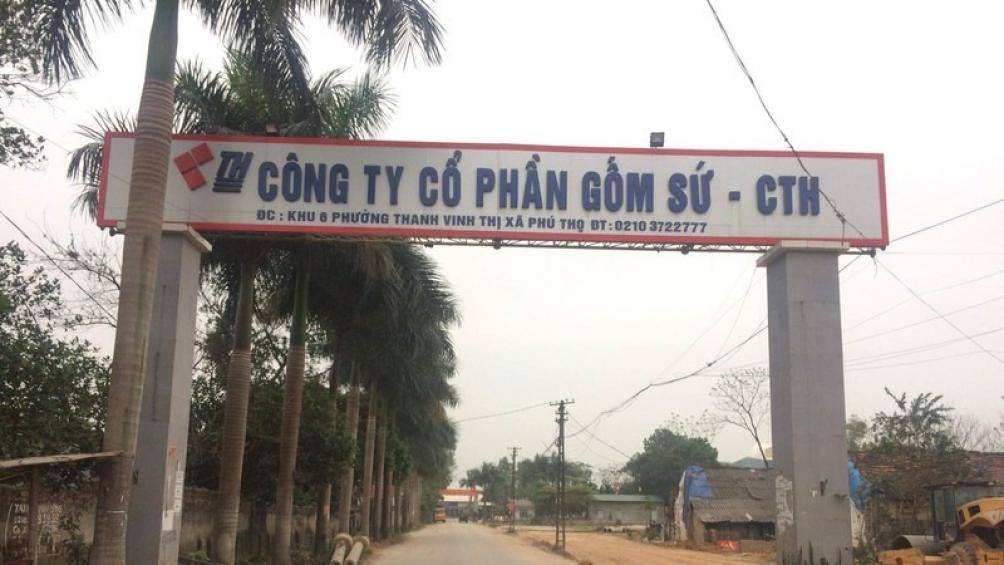 TH CÔNG TY CỔ PHẦN GỐM SỨ - CTH
ĐC : KHU 6 PHƯỜNG THANH VINH THỊ XÃ PHÚ THỌ ĐT : 0210 3722777